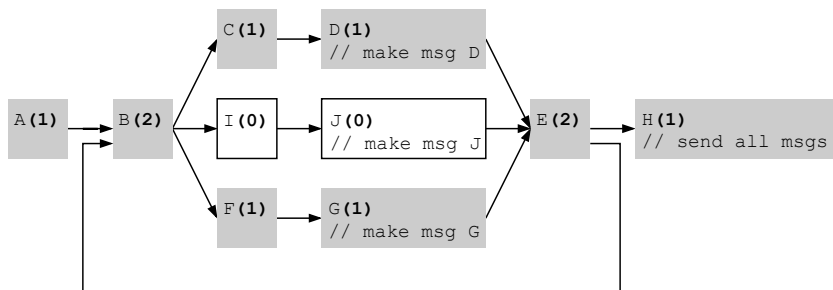 C(1)
D(1)
// make msg D
A(1)
B(2)
I(0)
J(0)
// make msg J
E(2)
H(1)
// send all msgs
F(1)
G(1)
// make msg G